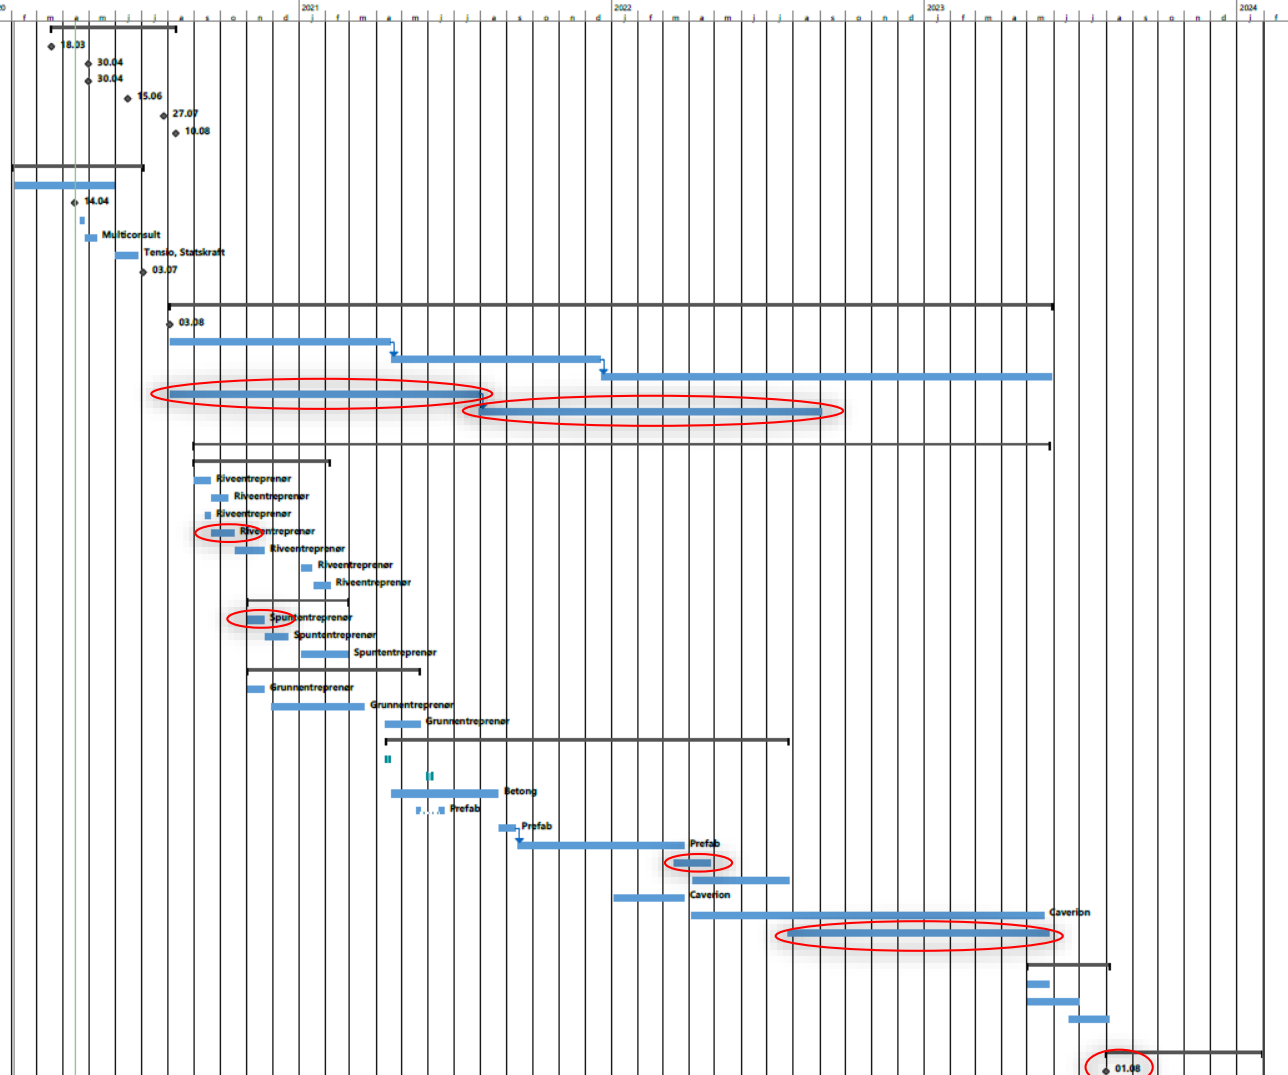 20 2021 2022 2023 2024
f m a m j j a s o n d j f m a m j j a s o n d j f m a m j j a s o n d j f m a m j j a s o n d j f
18.03
30.04
30.04
15.06
27.07
10.08
14.04
Multiconsult
Tensio, Statskraft
03.07
03.08
Riveentreprenør
Riveentreprenør
Riveentreprenør
Riveentreprenør
Riveentreprenør
Riveentreprenør
Riveentreprenør
Spuntentreprenør
Spuntentreprenør
Spuntentreprenør
Grunnentreprenør
Grunnentreprenør
Grunnentreprenør
Betong
Prefab
Prefab
Prefab
Caverion
Caverion
01.08